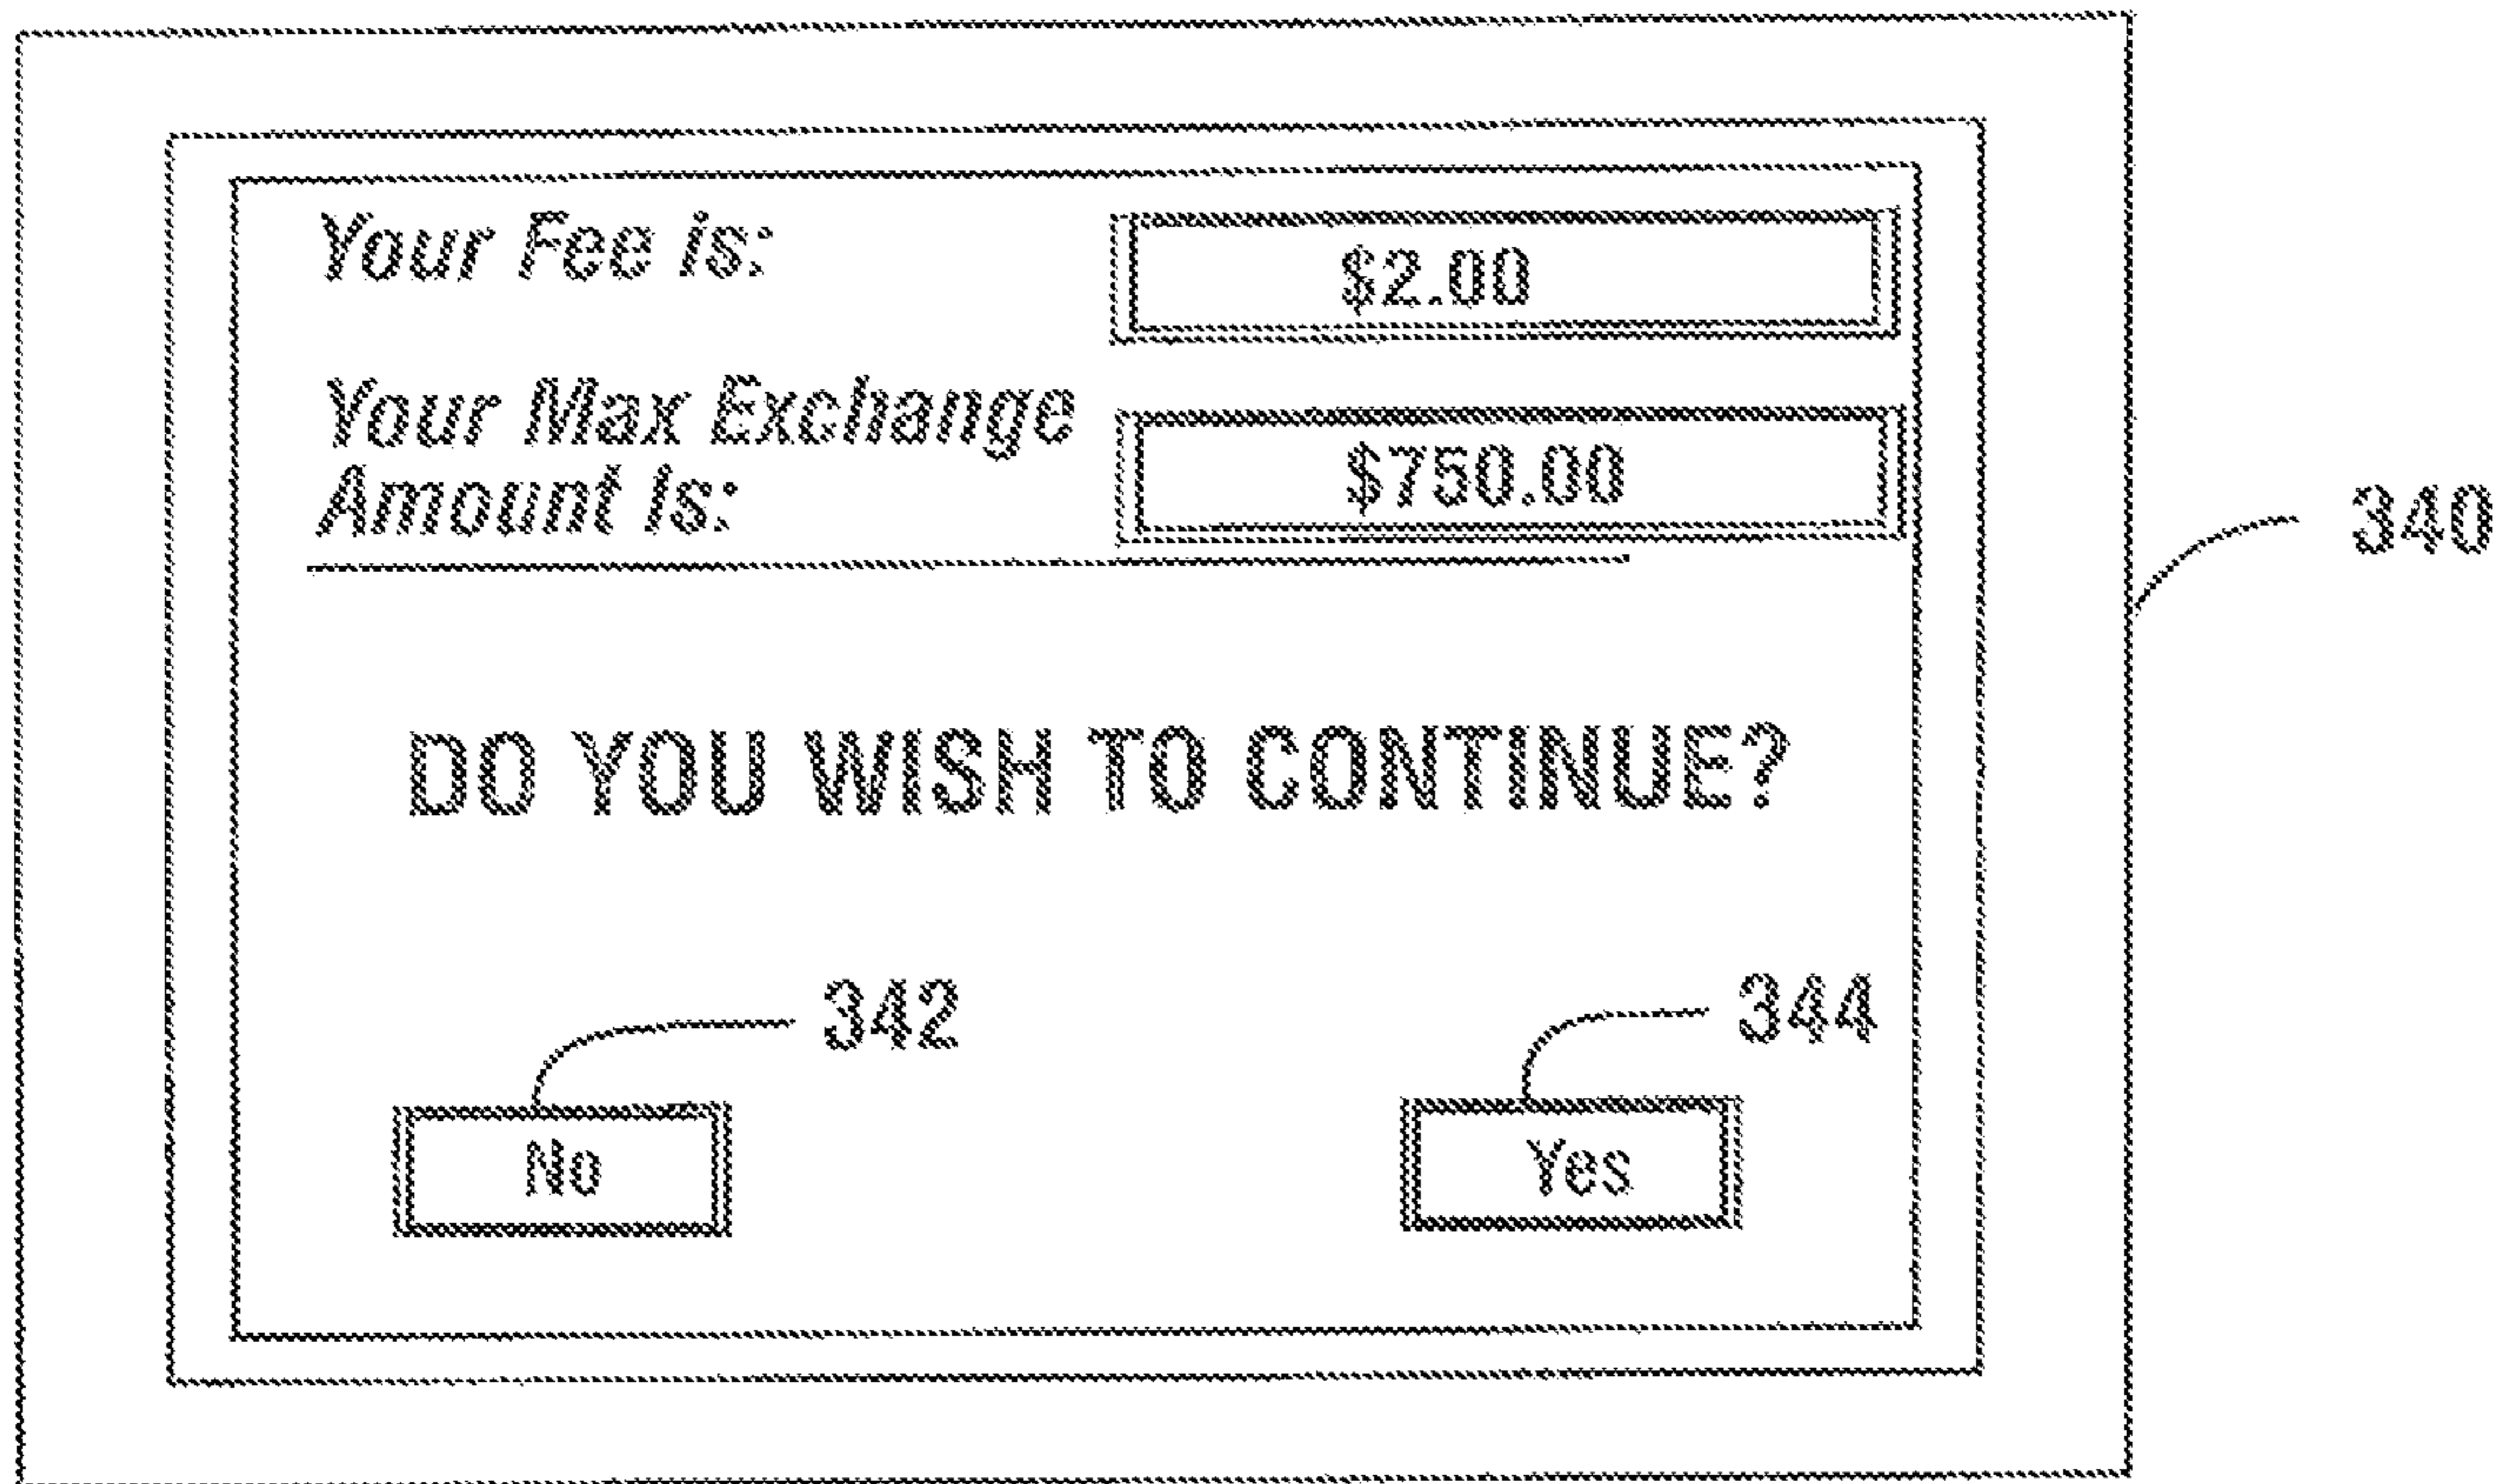 Your Fee is:
$2.00
Your Max Exchange
Amount Is:
$750.00
340
DO YOU WISH TO CONTINUE?
342
344
No
Yes